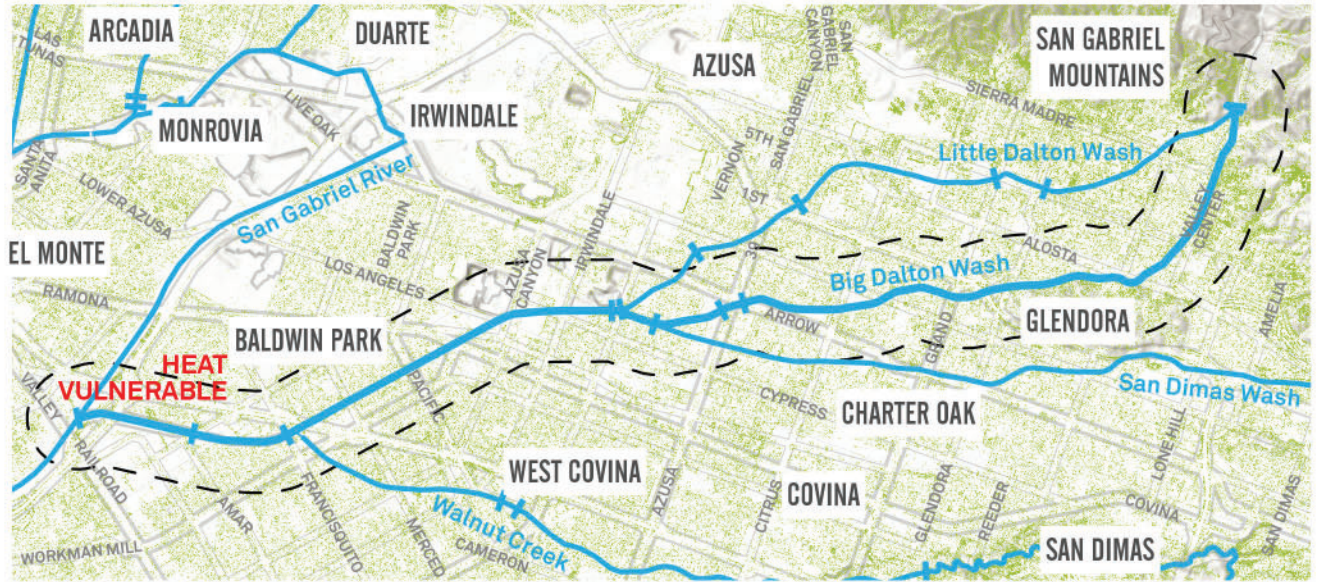 ARCADIA
DUARTE
LAS
TUNAS
AZUSA
SAN
GABRIEL
CANYON
SAN GABRIEL
MOUNTAINS
SAN GABRIEL
SIERRA MADRE
LIVE OAK
IRWINDALE
MONROVIA
5TH
SANTA
ANITA
Little Dalton Wash
San Gabriel River
VERNON
1ST
LOWER AZUSA
VALLEY
CENTER
BALDWIN
PARK
IRWINDALE
39
ALOSTA
EL MONTE
LOS ANGELES
AZUSA
CANYON
Big Dalton Wash
RAMONA
AMELIA
BALDWIN PARK
ARROW
GRAND
GLENDORA
HEAT
VULNERABLE
VALLEY
PACIFIC
San Dimas Wash
CYPRESS
CHARTER OAK
RAILROAD
LONE HILL
WEST COVINA
AZUSA
CITRUS
COVINA
GLENDORA
REEDER
COVINA
SAN DIMAS
AMAR
FRANCISQUITO
MERCED
Walnut Creek
CAMERON
WORKMAN MILL
SAN DIMAS